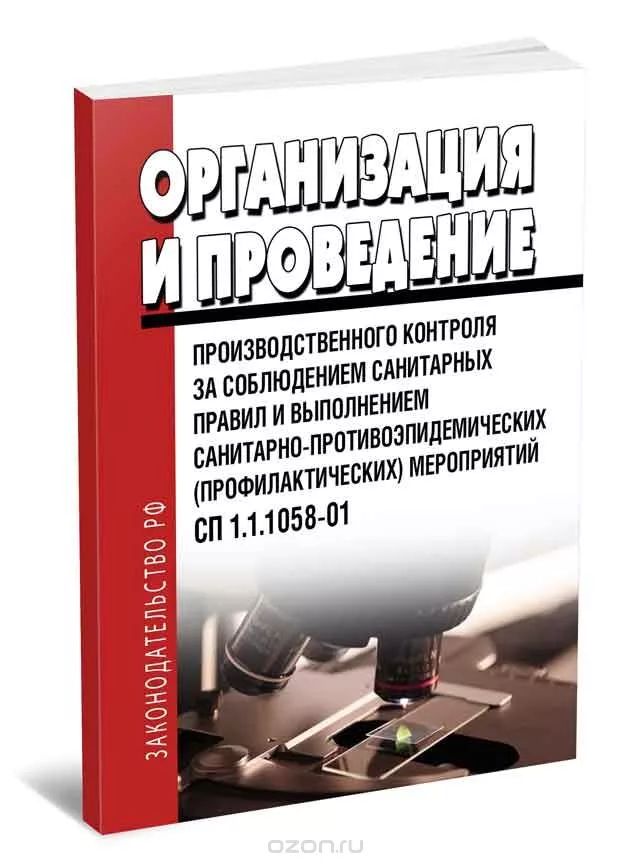 ОРГАНИЗАЦИЯ
И ПРОВЕДЕНИЕ
ПРОИЗВОДСТВЕННОГО КОНТРОЛЯ
ЗА СОБЛЮДЕНИЕМ САНИТАРНЫХ
ПРАВИЛ И ВЫПОЛНЕНИЕМ
САНИТАРНО-ПРОТИВОЭПИДЕМИЧЕСКИХ
(ПРОФИЛАКТИЧЕСКИХ) МЕРОПРИЯТИЙ
СП 1.1.1058-01
ЗАКОНОДАТЕЛЬСТВО РФ
ozon.ru